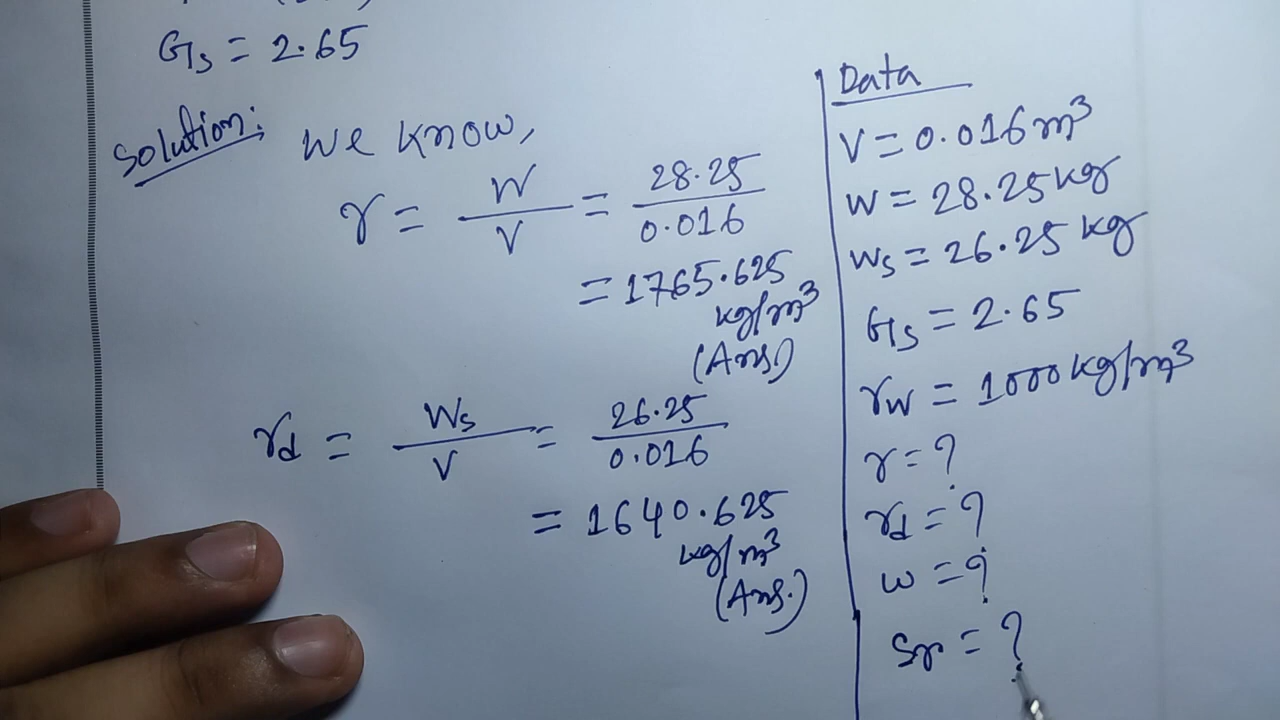 Gs = 2.65
Solution: We know,
γ = W/V = 28.25/0.016
= 1765.625
kg/m³
(Ans.)
γd = Ws/V = 26.25/0.016
= 1640.625
kg/m³
(Ans.)
Data
V = 0.016 m³
W = 28.25 kg
Ws = 26.25 kg
Gs = 2.65
γw = 1000 kg/m³
γ = ?
γd = ?
w = ?
Sr = ?